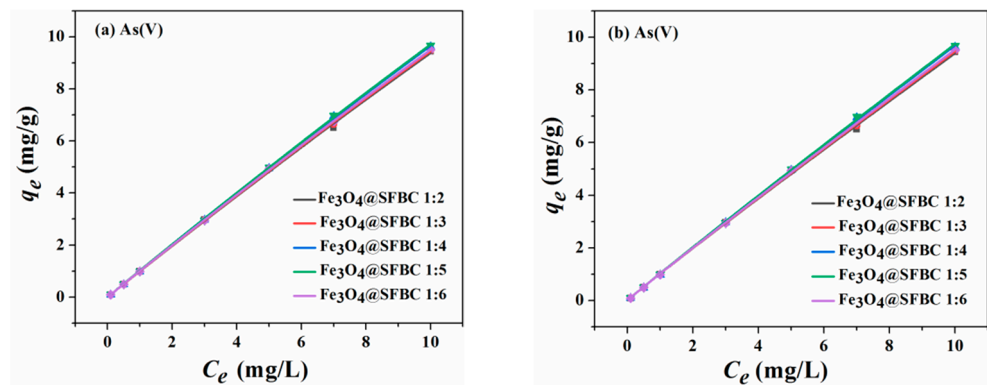 (a) As(V)
10
8
6
4
2
0
qe (mg/g)
Fe3O4@SFBC 1:2
Fe3O4@SFBC 1:3
Fe3O4@SFBC 1:4
Fe3O4@SFBC 1:5
Fe3O4@SFBC 1:6
0 2 4 6 8 10
Ce (mg/L)
(b) As(V)
10
8
6
4
2
0
qe (mg/g)
Fe3O4@SFBC 1:2
Fe3O4@SFBC 1:3
Fe3O4@SFBC 1:4
Fe3O4@SFBC 1:5
Fe3O4@SFBC 1:6
0 2 4 6 8 10
Ce (mg/L)